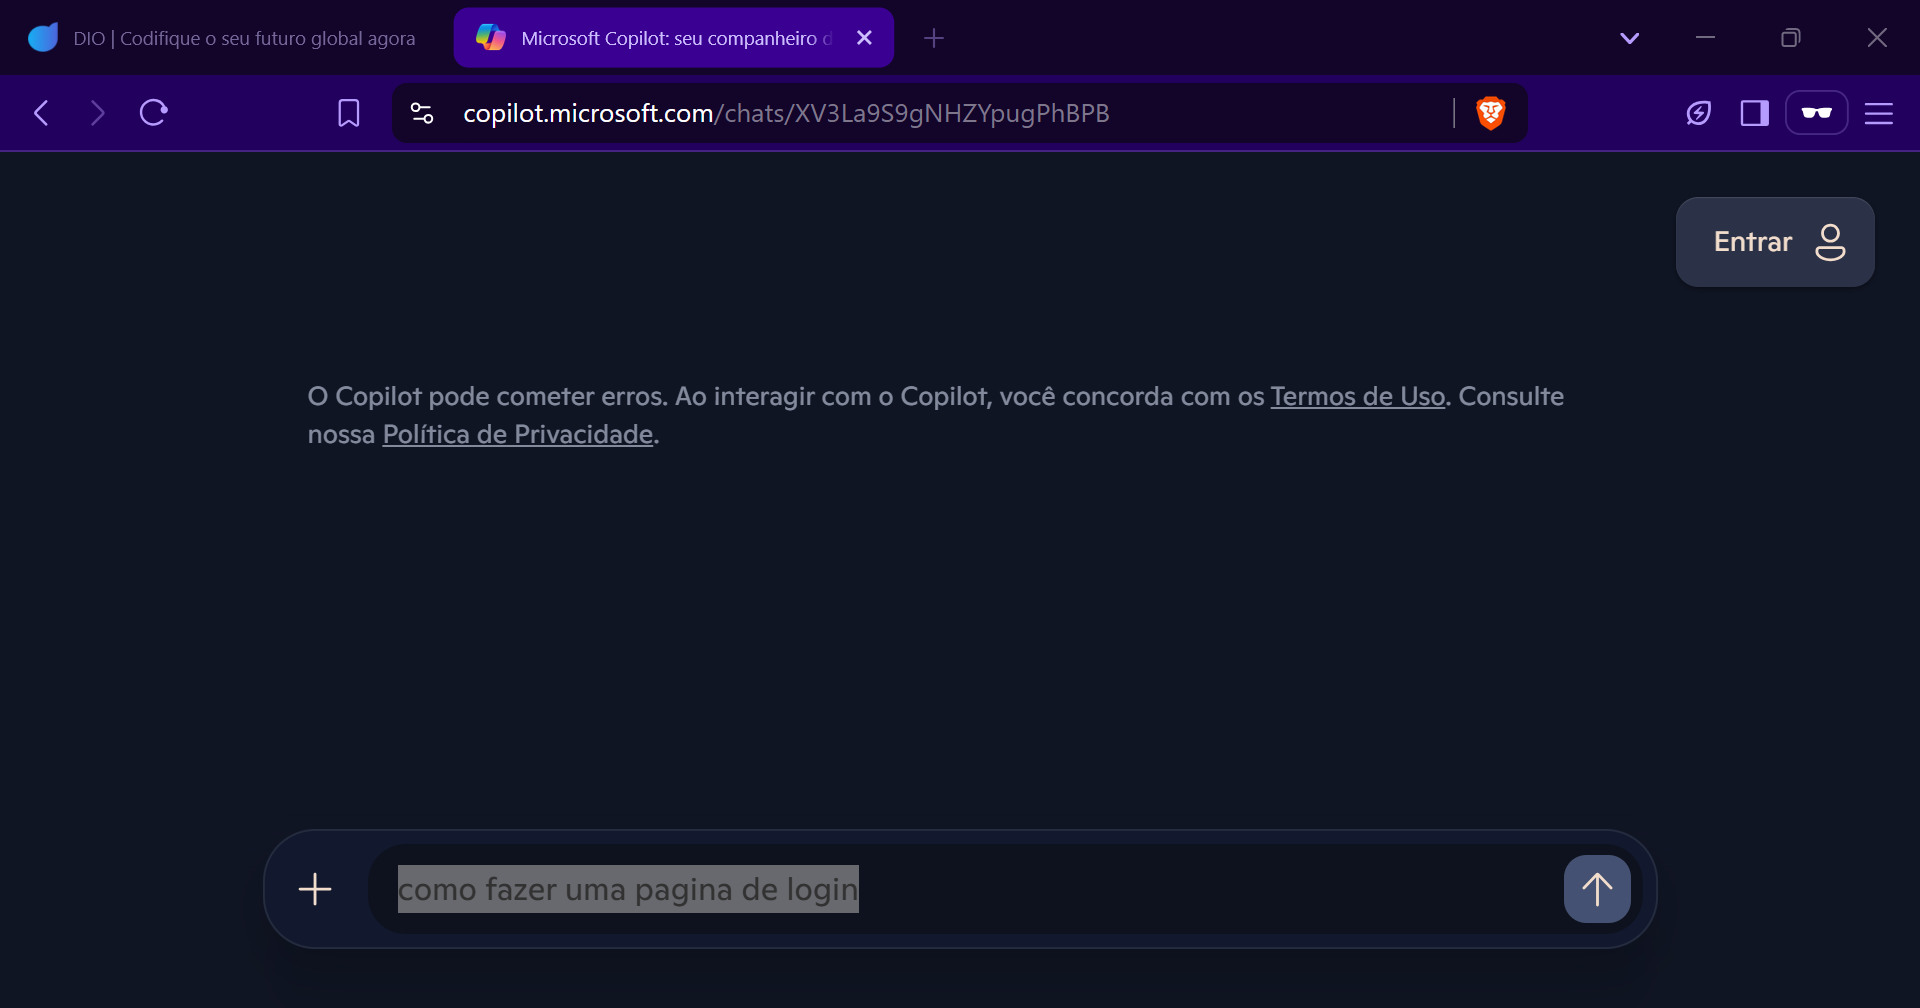 DIO | Codifique o seu futuro global agora
Microsoft Copilot: seu companheiro d
copilot.microsoft.com/chats/XV3La9S9gNHZYpugPhBPB
Entrar
O Copilot pode cometer erros. Ao interagir com o Copilot, você concorda com os Termos de Uso. Consulte
nossa Política de Privacidade.
como fazer uma pagina de login